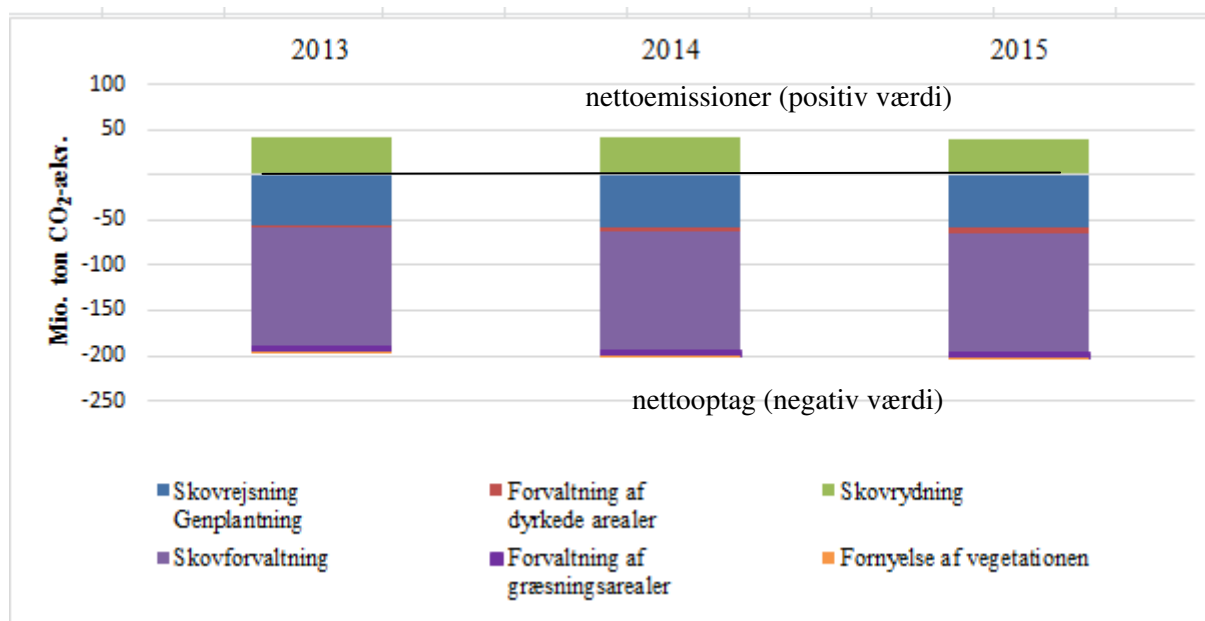 2013 2014 2015
100
nettoemissioner (positiv værdi)
50
-50
-100
-150
-200
-250
Mio. ton CO₂-ækv.
nettooptag (negativ værdi)
Skovrejsning Genplantning
Forvaltning af dyrkede arealer
Skovrydning
Skovforvaltning
Forvaltning af græsningsarealer
Fornyelse af vegetationen